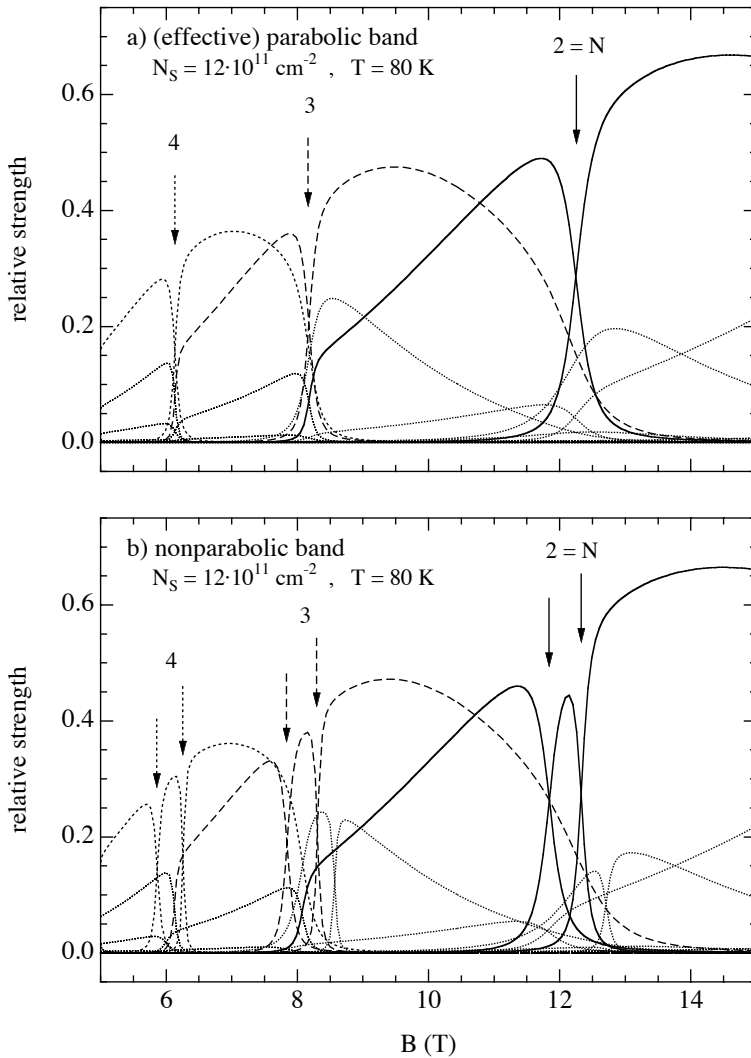 a) (effective) parabolic band
N_S = 12·10^11 cm^-2 , T = 80 K
2 = N
3
4
0.6
0.4
0.2
0.0
relative strength
b) nonparabolic band
N_S = 12·10^11 cm^-2 , T = 80 K
2 = N
3
4
0.6
0.4
0.2
0.0
relative strength
6 8 10 12 14
B (T)